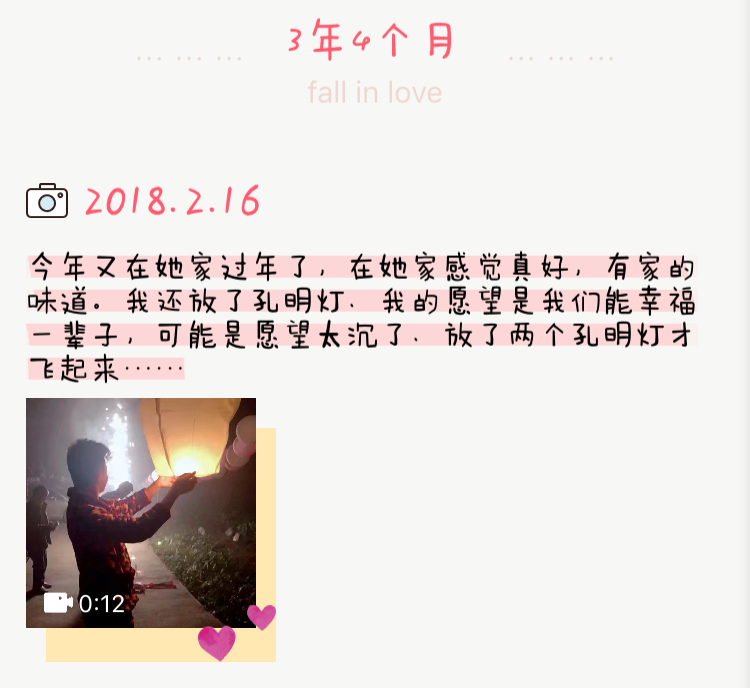 ... ... ... 3年4个月 ... ... ...
fall in love
2018.2.16
今年又在她家过年了，在她家感觉真好，有家的
味道。我还放了孔明灯、我的愿望是我们能幸福
一辈子，可能是愿望太沉了、放了两个孔明灯才
飞起来……
0:12